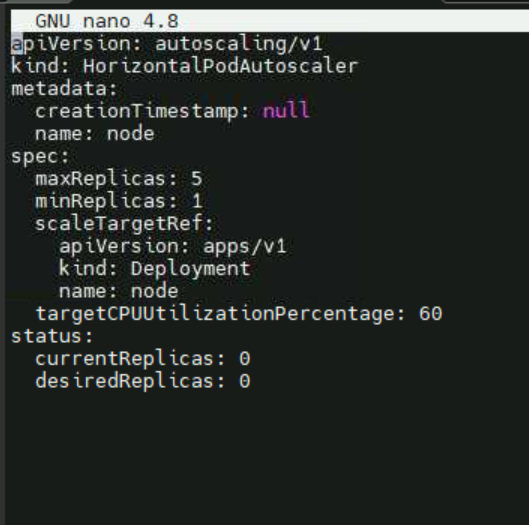 GNU nano 4.8
apiVersion: autoscaling/v1
kind: HorizontalPodAutoscaler
metadata:
  creationTimestamp: null
  name: node
spec:
  maxReplicas: 5
  minReplicas: 1
  scaleTargetRef:
    apiVersion: apps/v1
    kind: Deployment
    name: node
  targetCPUUtilizationPercentage: 60
status:
  currentReplicas: 0
  desiredReplicas: 0